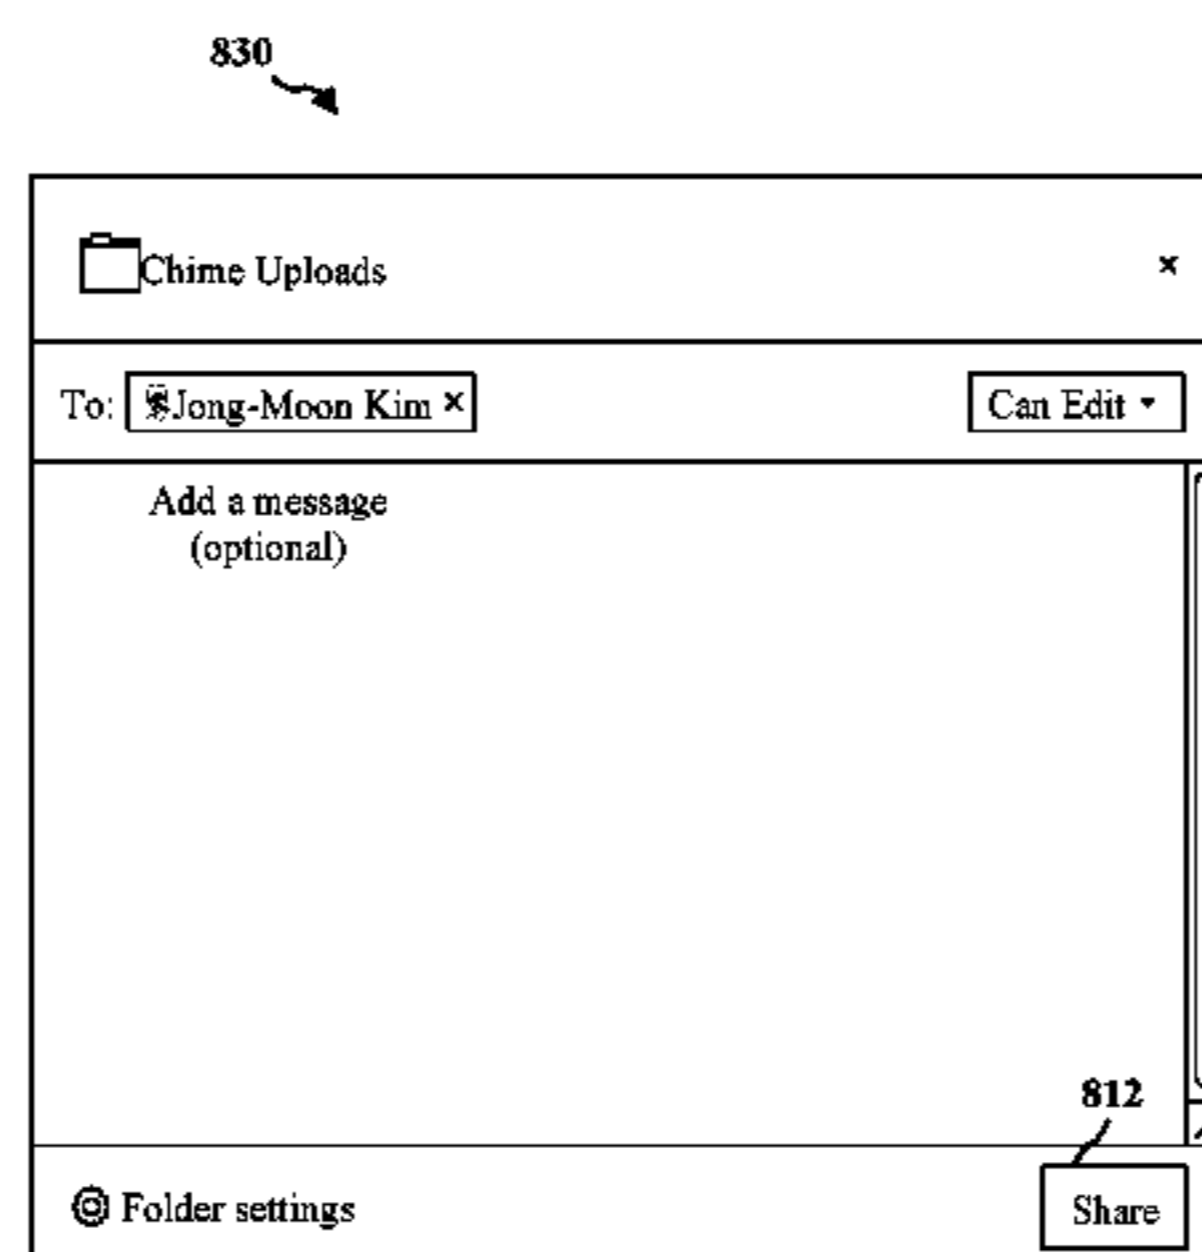 830
Chime Uploads ×
To: Jong-Moon Kim × Can Edit
Add a message
(optional)
812
Folder settings Share